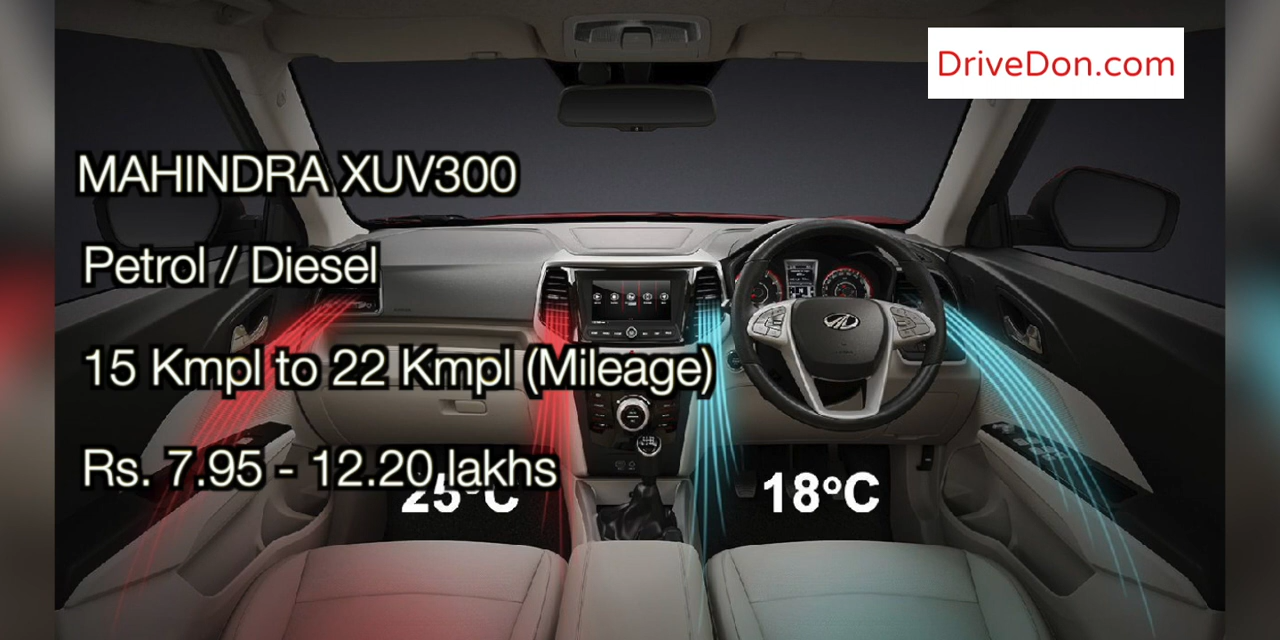 DriveDon.com
MAHINDRA XUV300
Petrol / Diesel
15 Kmpl to 22 Kmpl (Mileage)
Rs. 7.95 - 12.20 lakhs
25°C
18°C